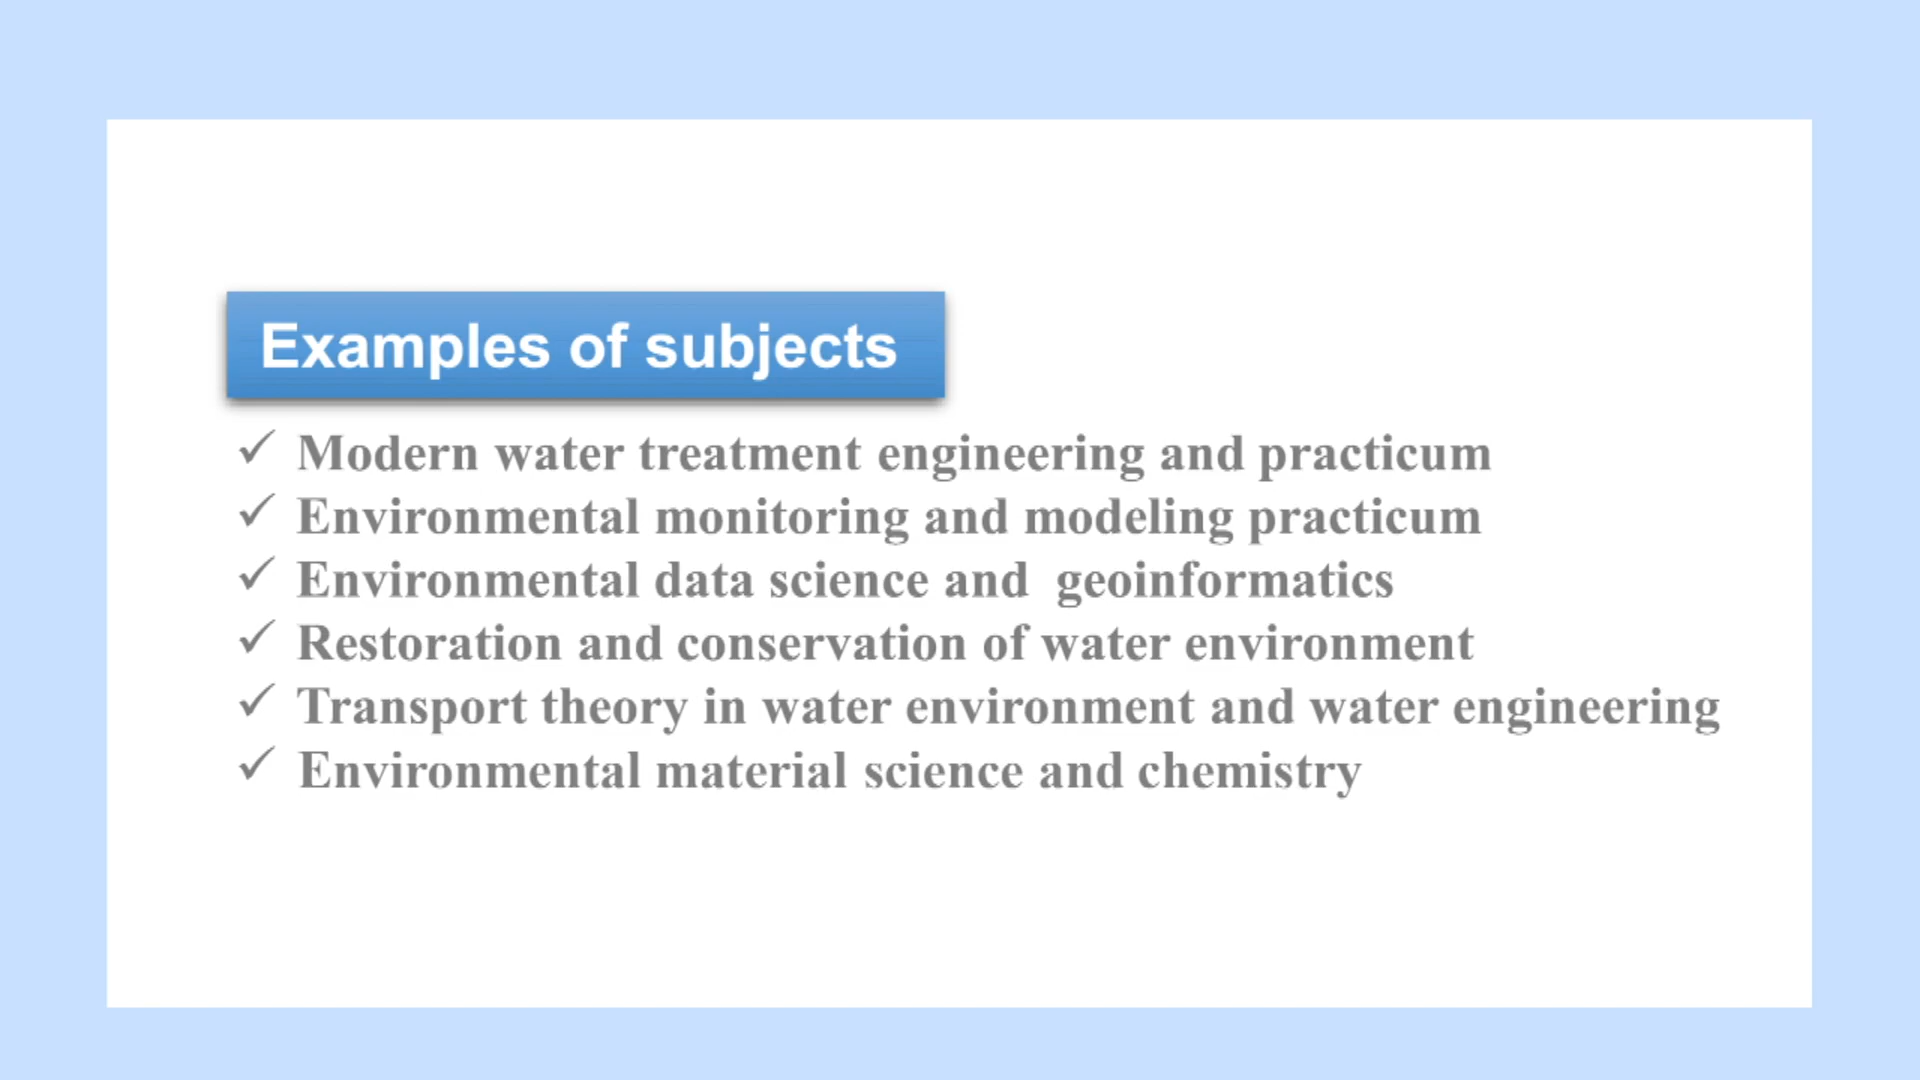 Examples of subjects
✓ Modern water treatment engineering and practicum
✓ Environmental monitoring and modeling practicum
✓ Environmental data science and  geoinformatics
✓ Restoration and conservation of water environment
✓ Transport theory in water environment and water engineering
✓ Environmental material science and chemistry